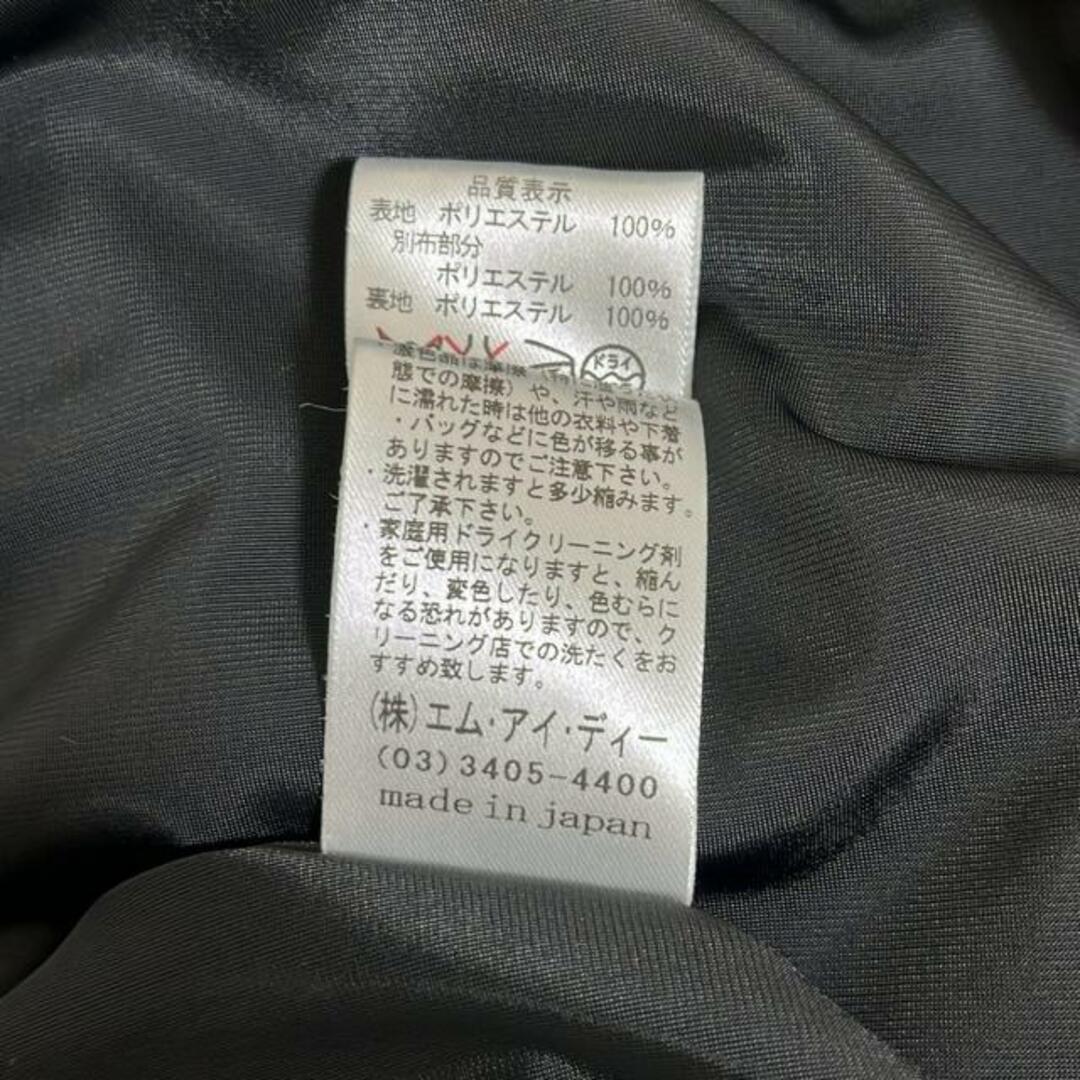 品質表示
表地 ポリエステル 100%
別布部分
ポリエステル 100%
裏地 ポリエステル 100%
ドライ
態での摩擦)や、汗や雨など
に濡れた時は他の衣料や下着
・バッグなどに色が移る事が
ありますのでご注意下さい。
・洗濯されますと多少縮みます。
ご了承下さい。
・家庭用ドライクリーニング剤
をご使用になりますと、縮ん
だり、変色したり、色むらに
なる恐れがありますので、ク
リーニング店での洗たくをお
すすめ致します。
(株)エム・アイ・ディー
(03)3405-4400
made in japan